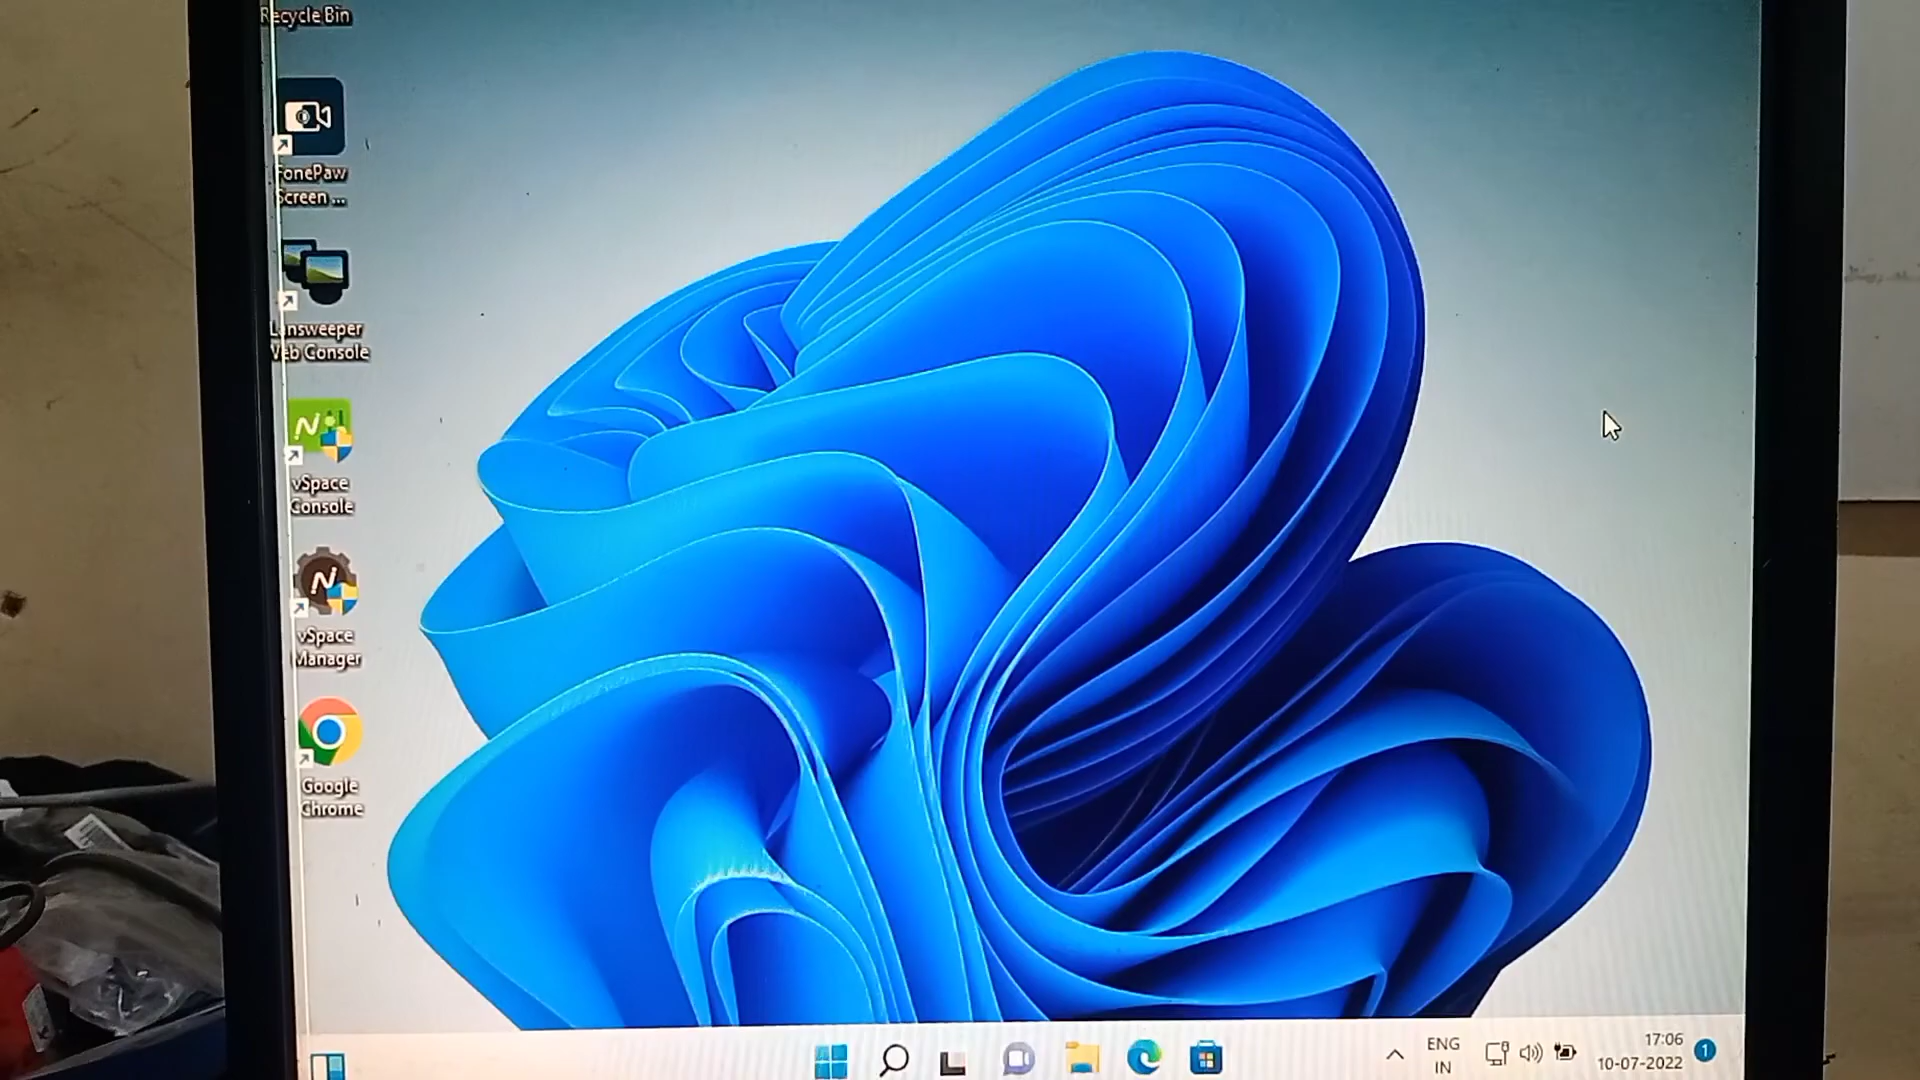 Recycle Bin
FonePaw
Screen ...
Lansweeper
Web Console
vSpace
Console
vSpace
Manager
Google
Chrome
ENG
IN
17:06
10-07-2022
1